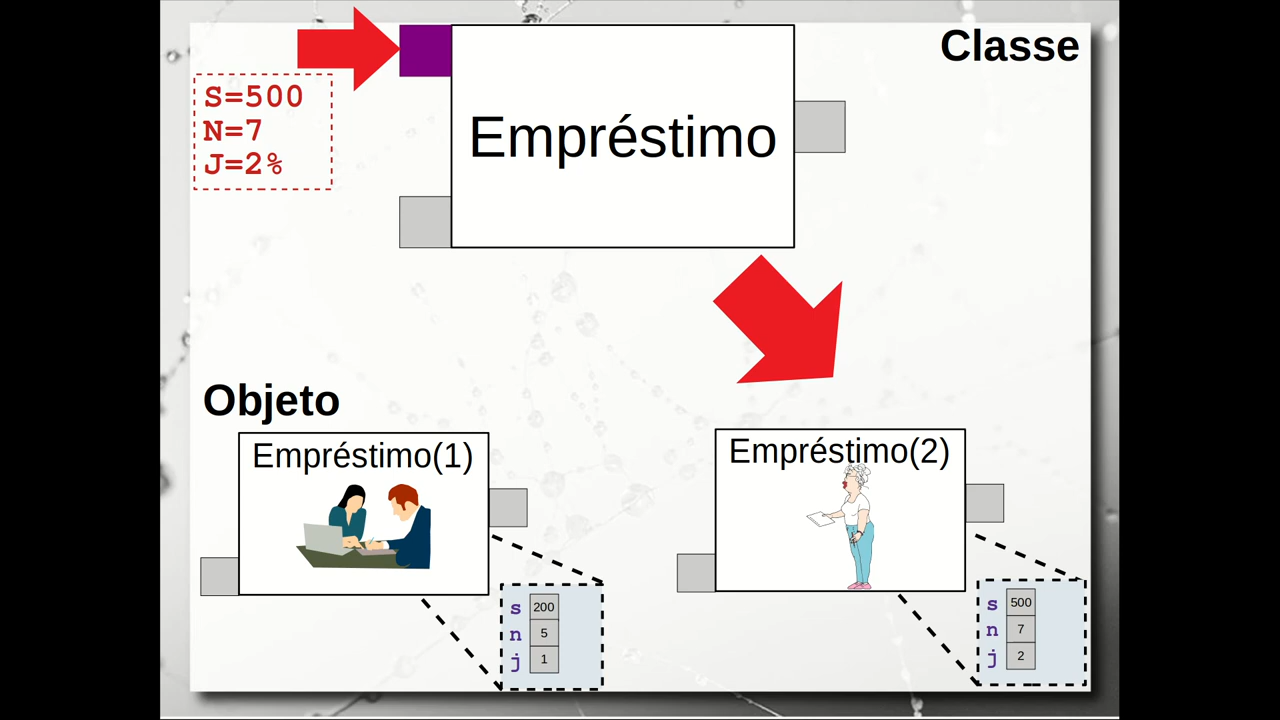 Classe
S=500
N=7
J=2%
Empréstimo
Objeto
Empréstimo(1)
s 200
n 5
j 1
Empréstimo(2)
s 500
n 7
j 2